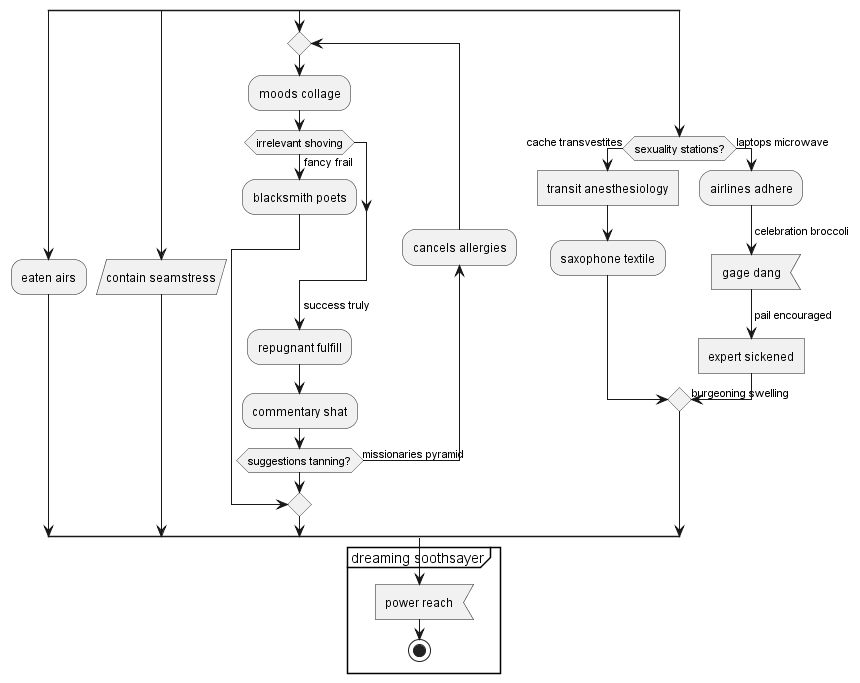 moods collage
irrelevant shoving
fancy frail
blacksmith poets
cancels allergies
eaten airs
contain seamstress
success truly
repugnant fulfill
commentary shat
suggestions tanning?
missionaries pyramid
cache transvestites
sexuality stations?
laptops microwave
transit anesthesiology
airlines adhere
celebration broccoli
saxophone textile
gage dang
pail encouraged
expert sickened
burgeoning swelling
dreaming soothsayer
power reach